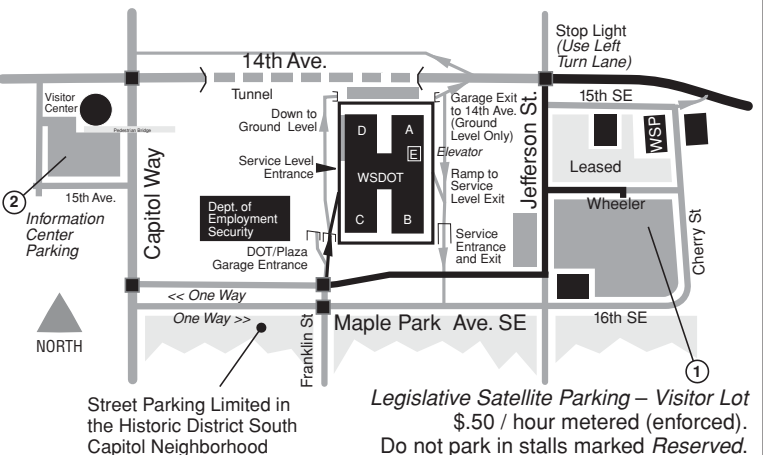 Stop Light
(Use Left
Turn Lane)
14th Ave.
Visitor
Center
Pedestrian Bridge
Tunnel
Down to
Ground Level
Garage Exit
to 14th Ave.
(Ground
Level Only)
15th SE
WSP
Leased
Jefferson St.
D
A
E
Elevator
WSDOT
C
B
Service Level
Entrance
Ramp to
Service
Level Exit
Capitol Way
2
15th Ave.
Information
Center
Parking
Dept. of
Employment
Security
DOT/Plaza
Garage Entrance
Service
Entrance
and Exit
Wheeler
Cherry St
<< One Way
One Way >>
Franklin St
Maple Park Ave. SE
16th SE
NORTH
1
Street Parking Limited in
the Historic District South
Capitol Neighborhood
Legislative Satellite Parking – Visitor Lot
$.50 / hour metered (enforced).
Do not park in stalls marked Reserved.